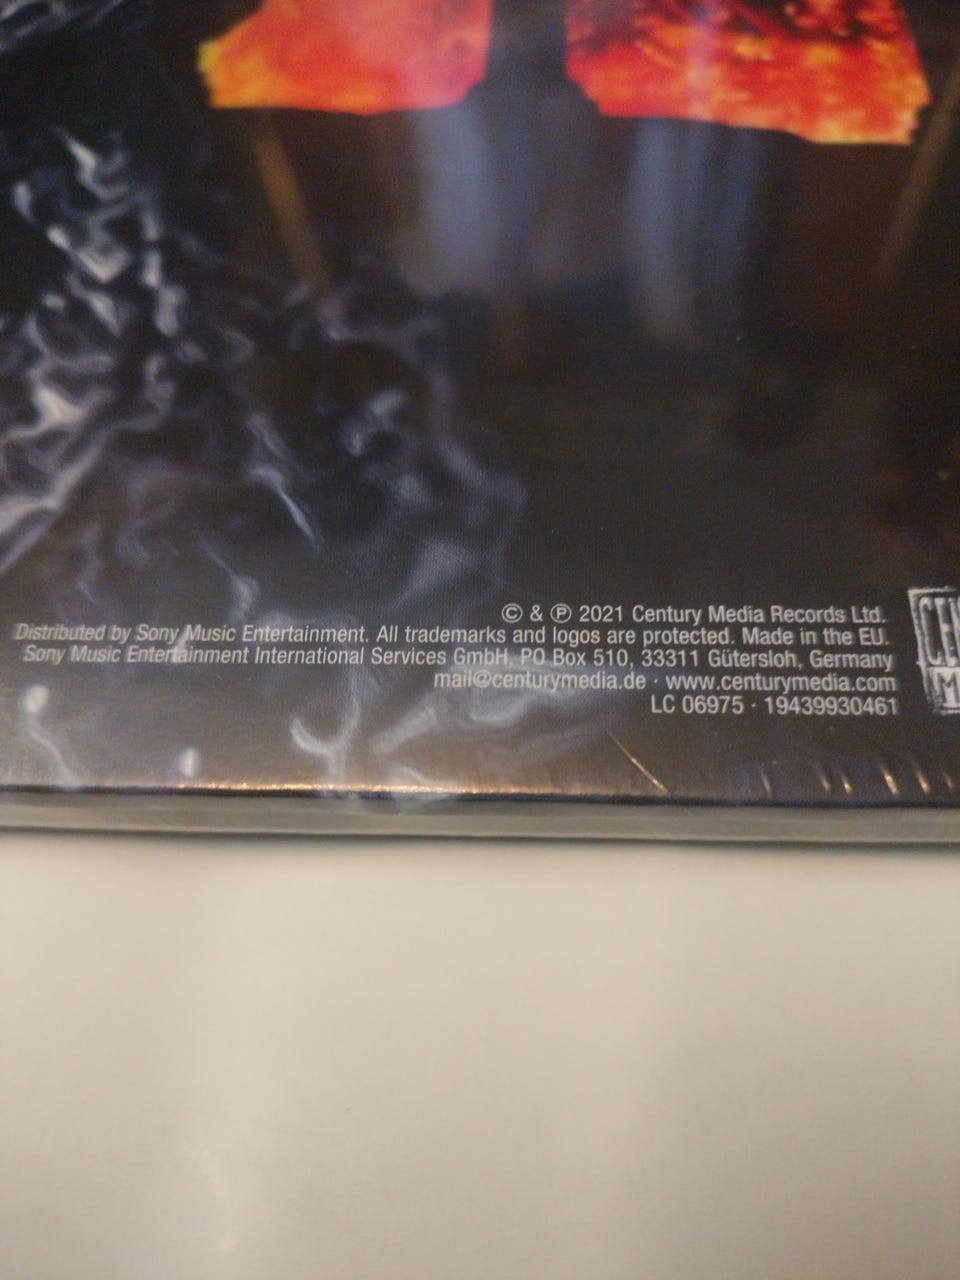 © & ℗ 2021 Century Media Records Ltd.
Distributed by Sony Music Entertainment. All trademarks and logos are protected. Made in the EU.
Sony Music Entertainment International Services GmbH, PO Box 510, 33311 Gütersloh, Germany
mail@centurymedia.de · www.centurymedia.com
LC 06975 · 19439930461